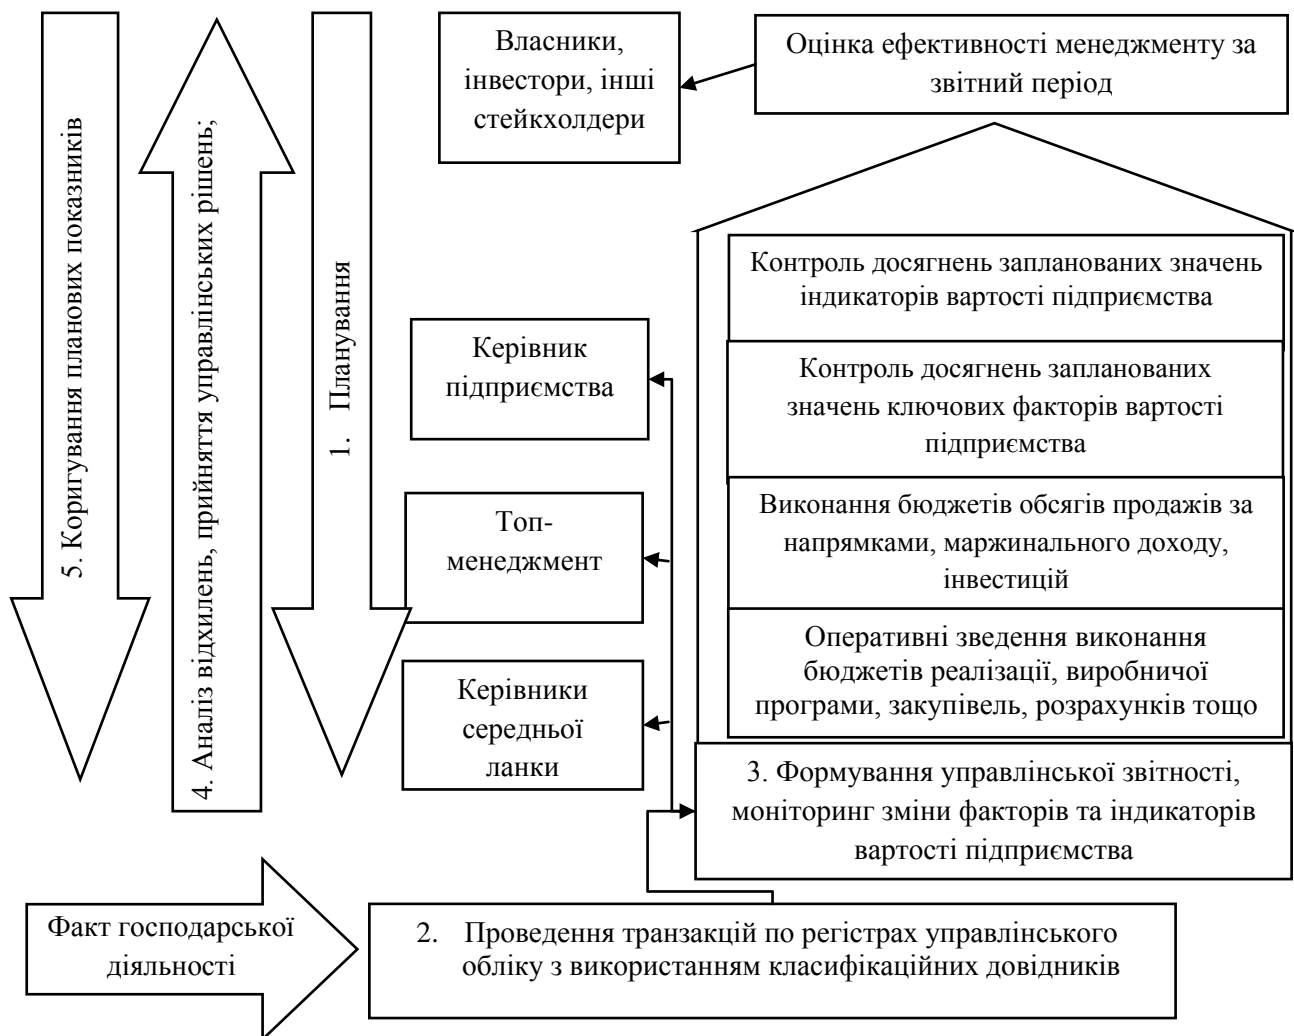 5. Коригування планових показників
4. Аналіз відхилень, прийняття управлінських рішень;
1. Планування
Власники,
інвестори, інші
стейкхолдери
Оцінка ефективності менеджменту за
звітний період
Контроль досягнень запланованих значень
індикаторів вартості підприємства
Керівник
підприємства
Контроль досягнень запланованих
значень ключових факторів вартості
підприємства
Топ-
менеджмент
Виконання бюджетів обсягів продажів за
напрямками, маржинального доходу,
інвестицій
Керівники
середньої
ланки
Оперативні зведення виконання
бюджетів реалізації, виробничої
програми, закупівель, розрахунків тощо
3. Формування управлінської звітності,
моніторинг зміни факторів та індикаторів
вартості підприємства
Факт господарської
діяльності
2. Проведення транзакцій по регістрах управлінського
обліку з використанням класифікаційних довідників